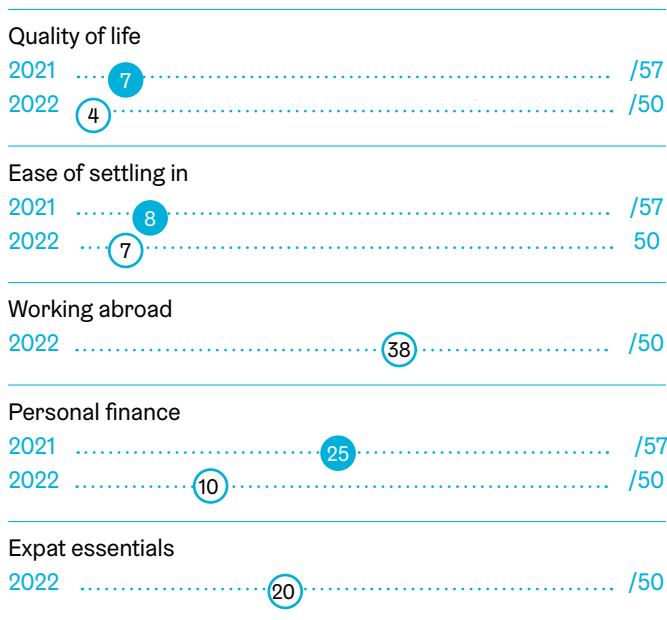 Quality of life
2021 7 /57
2022 4 /50
Ease of settling in
2021 8 /57
2022 7 50
Working abroad
2022 38 /50
Personal finance
2021 25 /57
2022 10 /50
Expat essentials
2022 20 /50